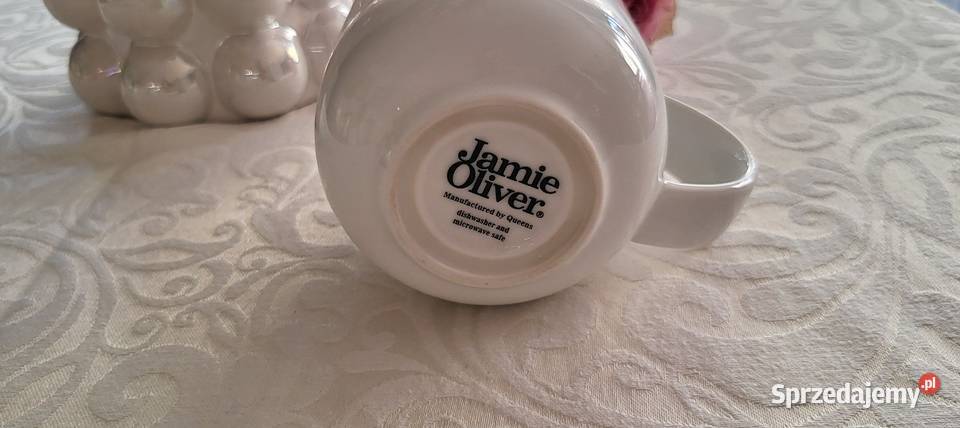 Jamie
Oliver®
Manufactured by Queens
dishwasher and
microwave safe
Sprzedajemy.pl